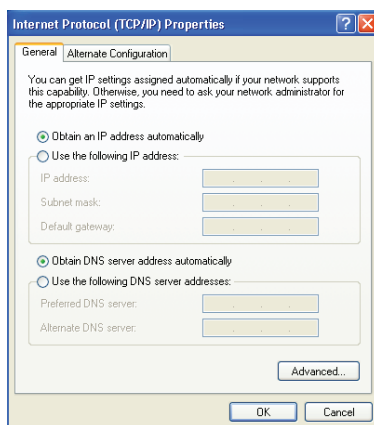 Internet Protocol (TCP/IP) Properties
General
Alternate Configuration
You can get IP settings assigned automatically if your network supports
this capability. Otherwise, you need to ask your network administrator for
the appropriate IP settings.
Obtain an IP address automatically
Use the following IP address:
IP address:
Subnet mask:
Default gateway:
Obtain DNS server address automatically
Use the following DNS server addresses:
Preferred DNS server:
Alternate DNS server:
Advanced...
OK
Cancel